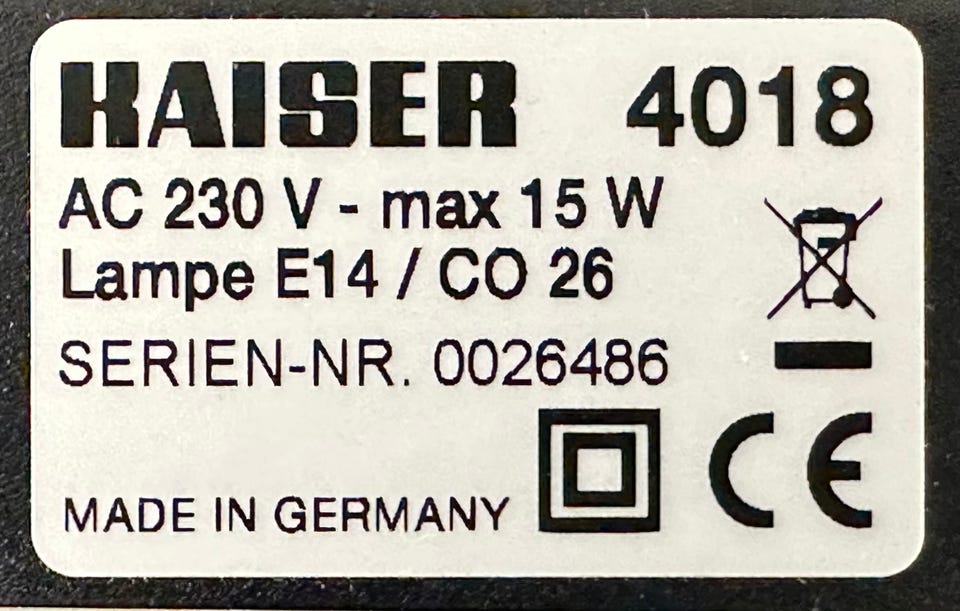 KAISER 4018
AC 230 V - max 15 W
Lampe E14 / CO 26
SERIEN-NR. 0026486
MADE IN GERMANY CE